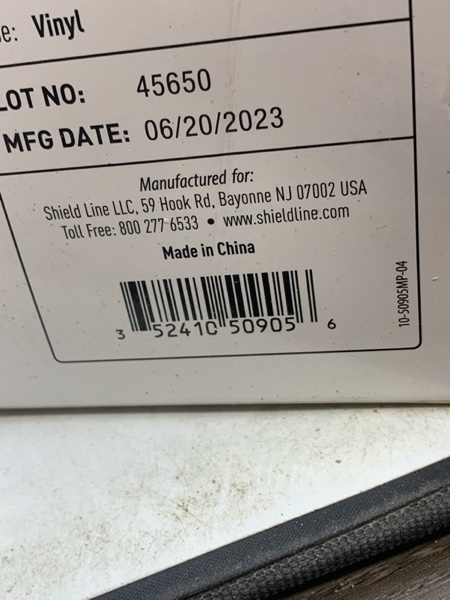 e: Vinyl
LOT NO: 45650
MFG DATE: 06/20/2023
Manufactured for:
Shield Line LLC, 59 Hook Rd, Bayonne NJ 07002 USA
Toll Free: 800 277 6533 • www.shieldline.com
Made in China
3 52410 50905 6
10-50905MP-04